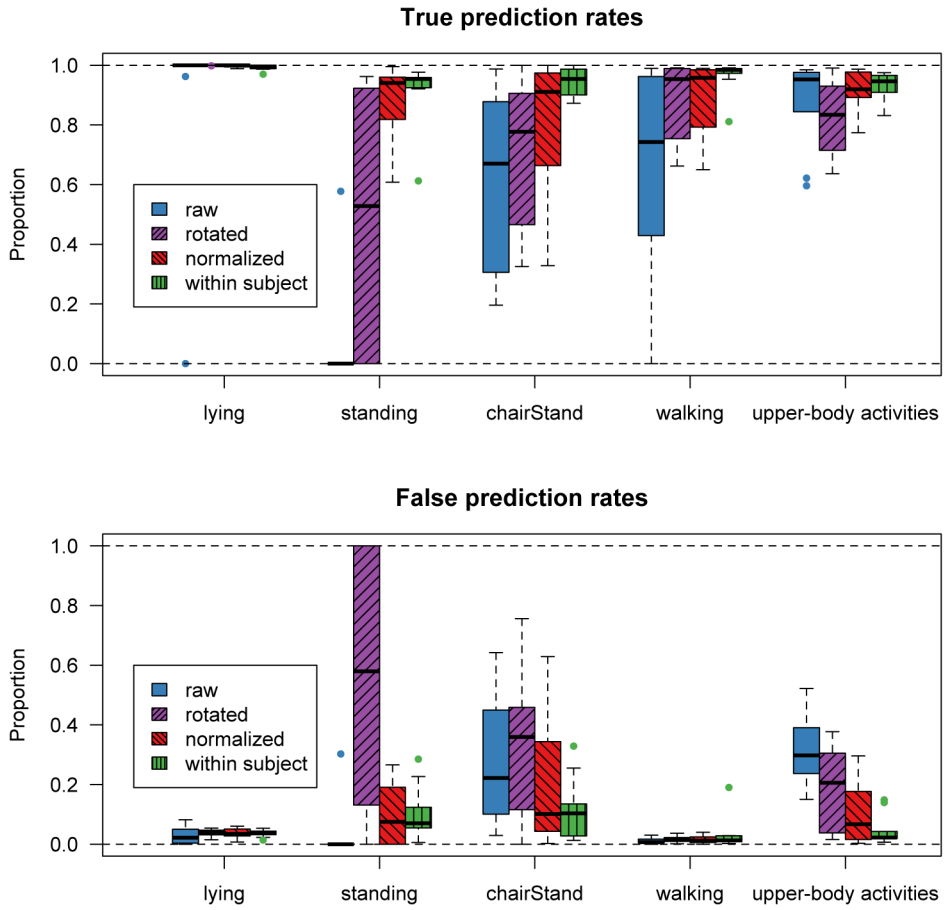 True prediction rates
Proportion
1.0
0.8
0.6
0.4
0.2
0.0
raw
rotated
normalized
within subject
lying
standing
chairStand
walking
upper-body activities
False prediction rates
Proportion
1.0
0.8
0.6
0.4
0.2
0.0
raw
rotated
normalized
within subject
lying
standing
chairStand
walking
upper-body activities